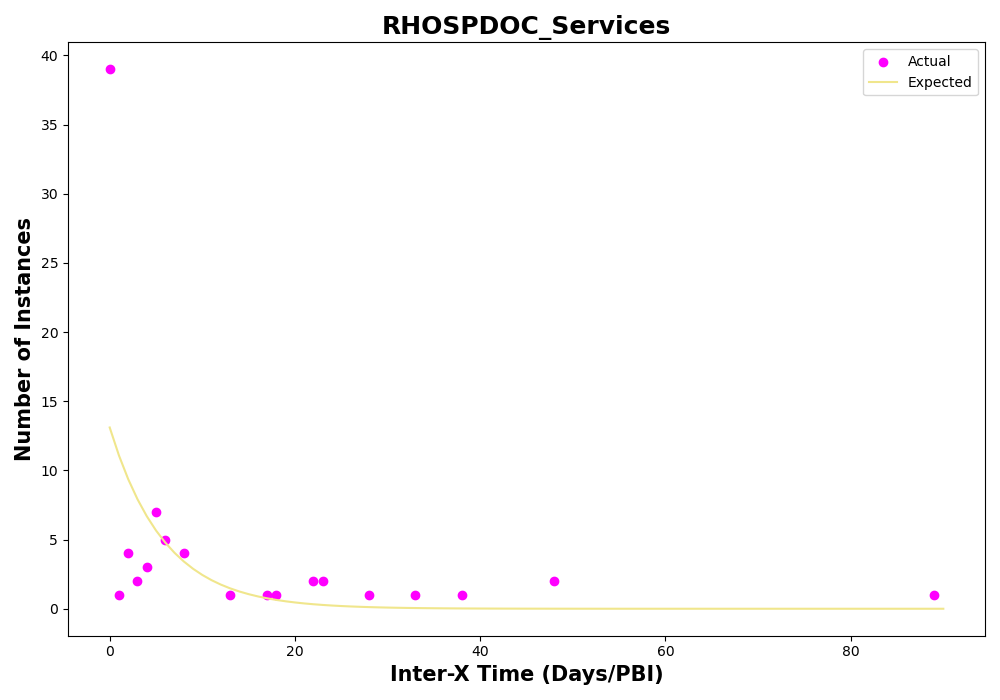 RHOSPDOC_Services
Actual
Expected
Number of Instances
40
35
30
25
20
15
10
5
0
0 20 40 60 80
Inter-X Time (Days/PBI)